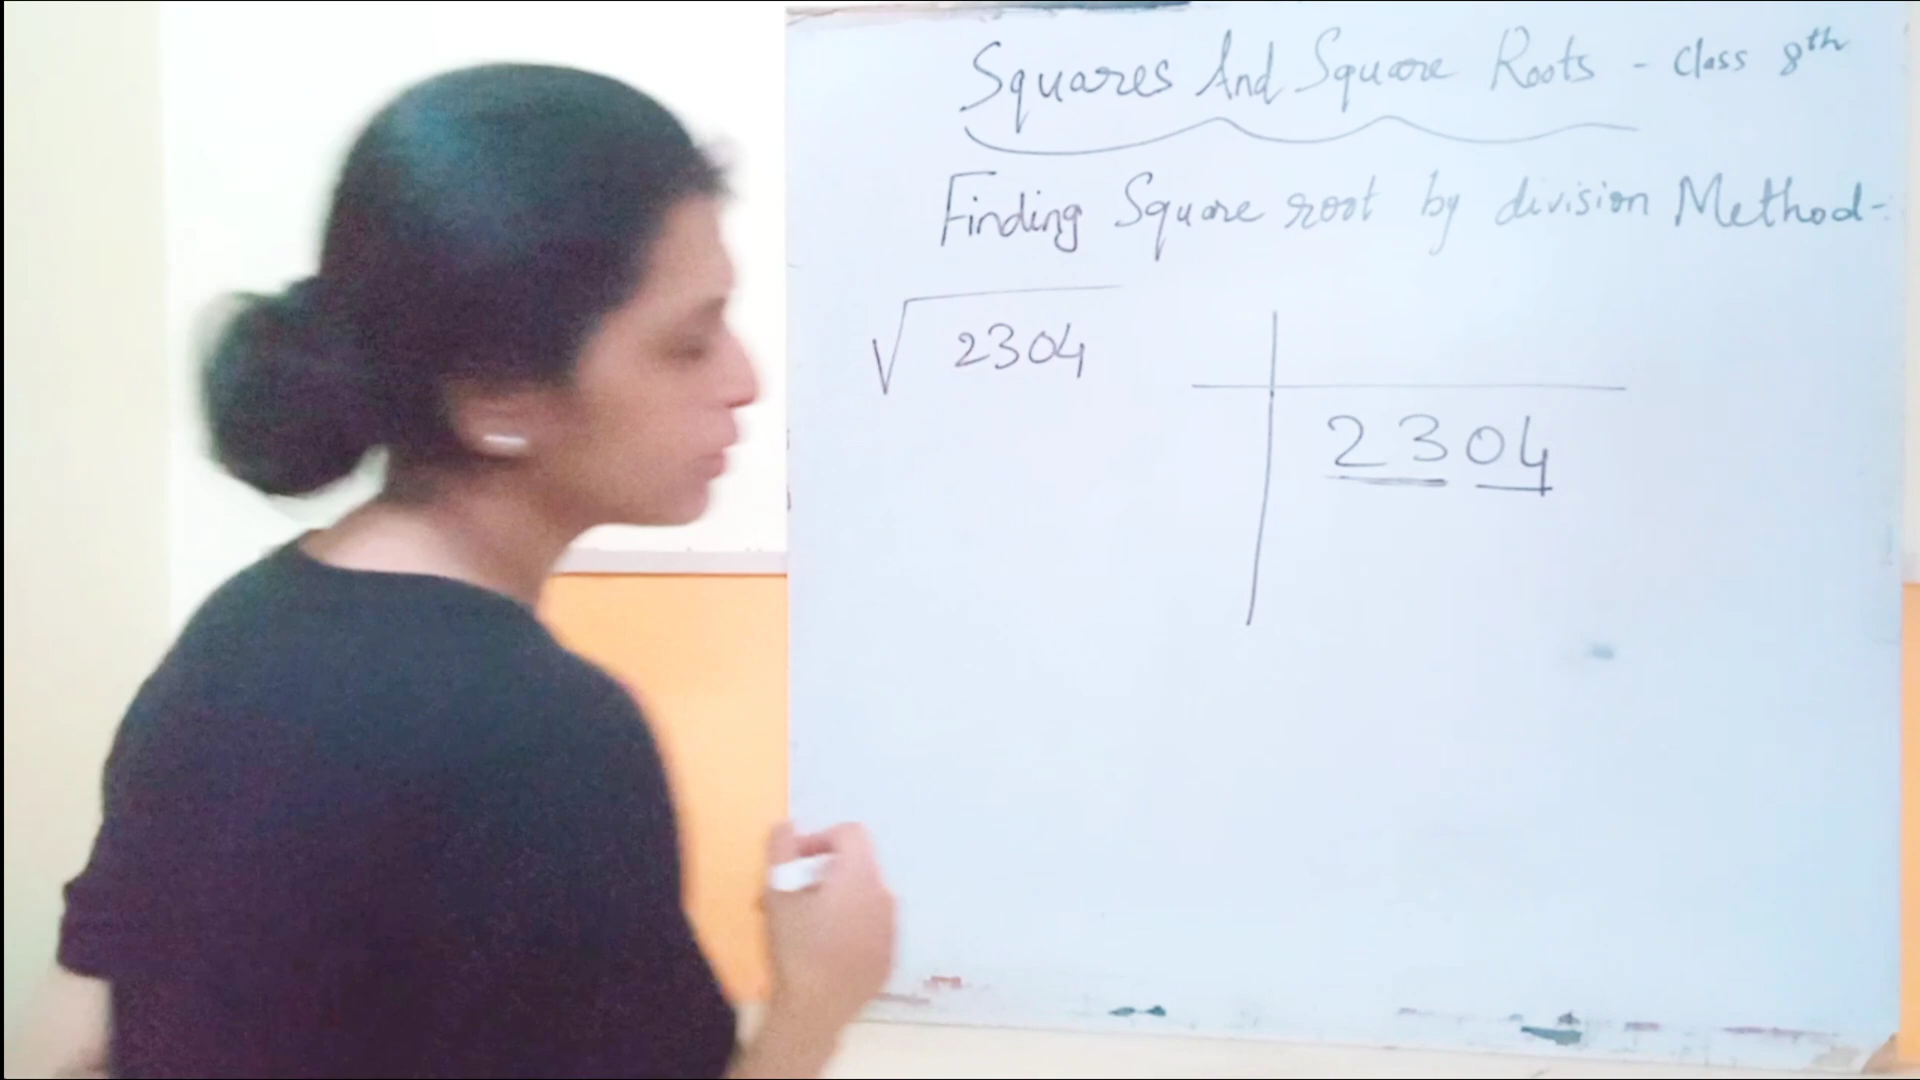 Squares And Square Roots - Class 8th
Finding Square root by division Method-
√2304
2304